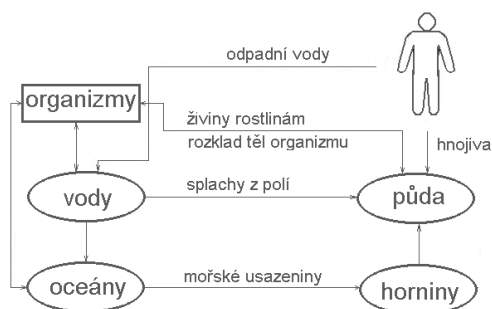 odpadní vody
organizmy
živiny rostlinám
rozklad těl organizmu
hnojiva
vody
splachy z polí
půda
oceány
mořské usazeniny
horniny